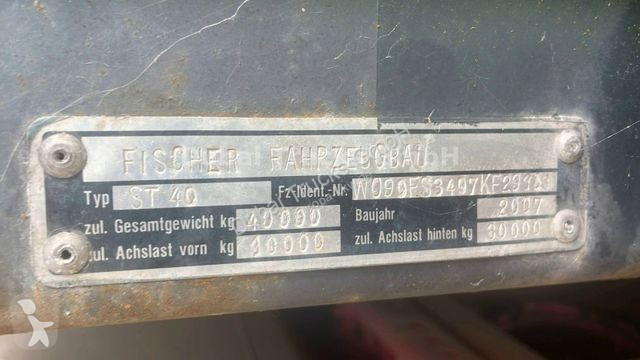 FISCHER FAHRZEUGBAU
Typ ST 40 Fz-Ident.-Nr.
zul. Gesamtgewicht kg 40000 Baujahr 2007
zul. Achslast vorn kg 10000 zul. Achslast hinten kg 30000